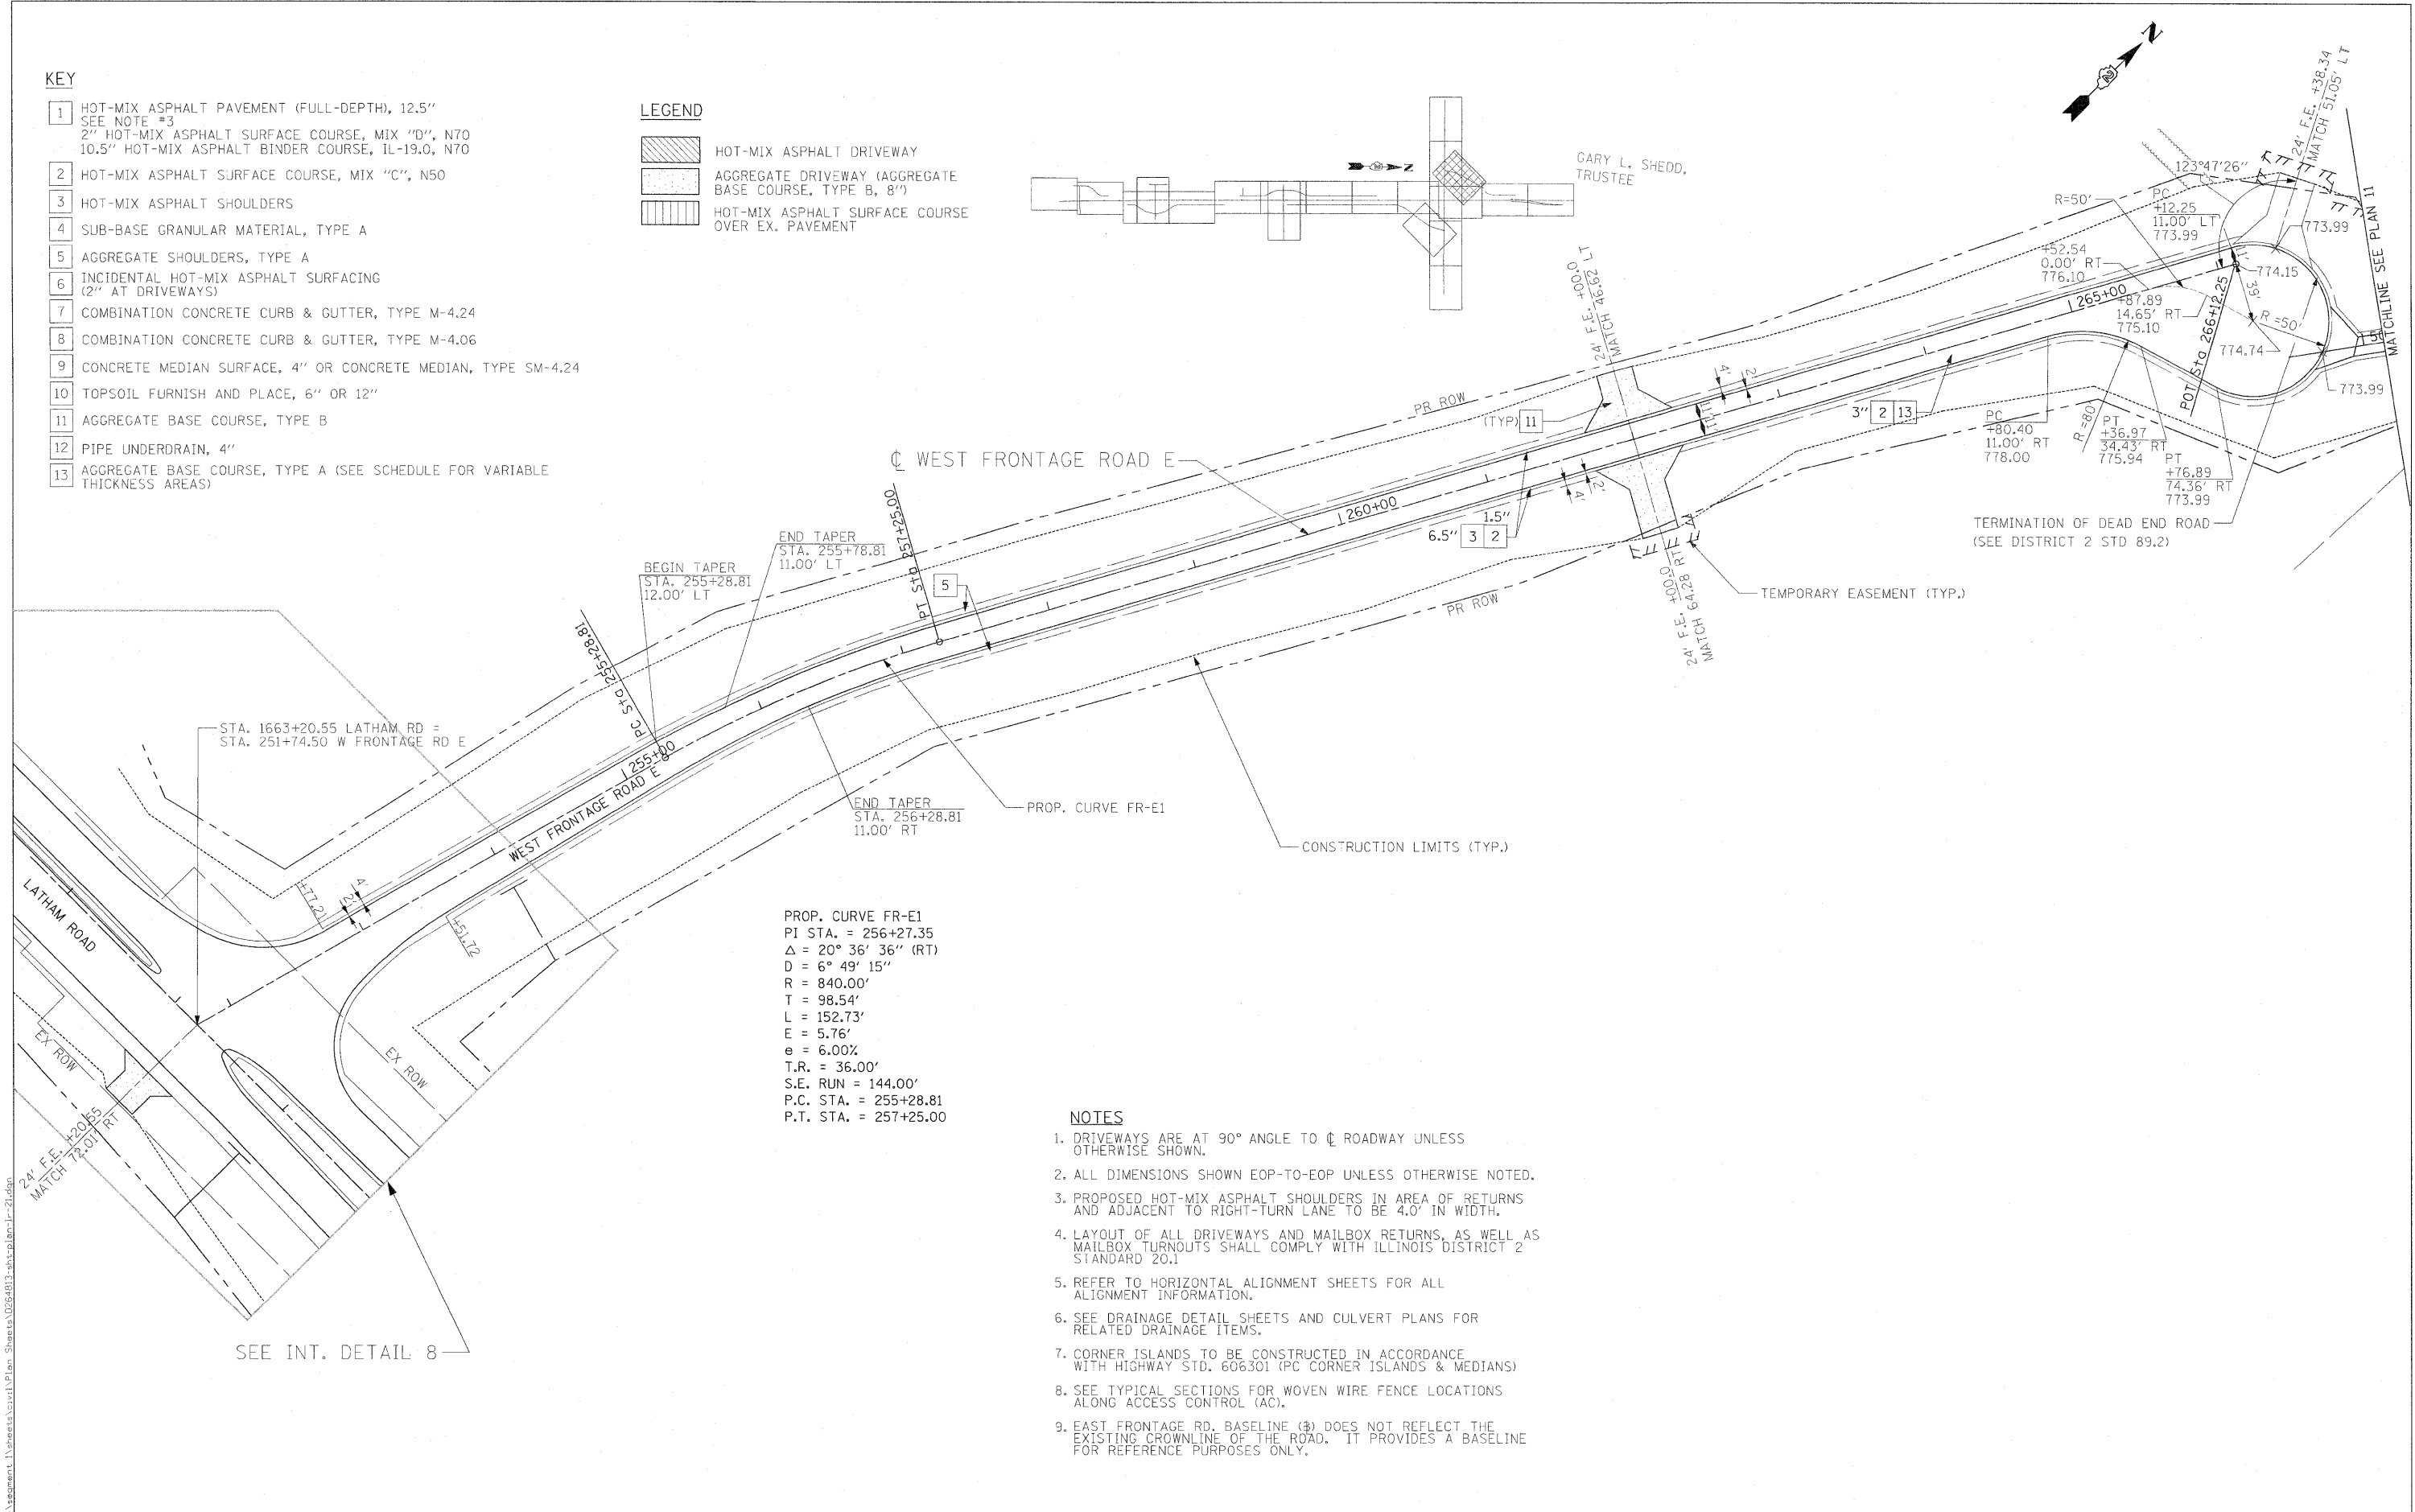 KEY
1 HOT-MIX ASPHALT PAVEMENT (FULL-DEPTH), 12.5"
SEE NOTE #3
2" HOT-MIX ASPHALT SURFACE COURSE, MIX "D", N70
10.5" HOT-MIX ASPHALT BINDER COURSE, IL-19.0, N70
2 HOT-MIX ASPHALT SURFACE COURSE, MIX "C", N50
3 HOT-MIX ASPHALT SHOULDERS
4 SUB-BASE GRANULAR MATERIAL, TYPE A
5 AGGREGATE SHOULDERS, TYPE A
6 INCIDENTAL HOT-MIX ASPHALT SURFACING
(2" AT DRIVEWAYS)
7 COMBINATION CONCRETE CURB & GUTTER, TYPE M-4.24
8 COMBINATION CONCRETE CURB & GUTTER, TYPE M-4.06
9 CONCRETE MEDIAN SURFACE, 4" OR CONCRETE MEDIAN, TYPE SM-4.24
10 TOPSOIL FURNISH AND PLACE, 6" OR 12"
11 AGGREGATE BASE COURSE, TYPE B
12 PIPE UNDERDRAIN, 4"
13 AGGREGATE BASE COURSE, TYPE A (SEE SCHEDULE FOR VARIABLE
THICKNESS AREAS)
LEGEND
HOT-MIX ASPHALT DRIVEWAY
AGGREGATE DRIVEWAY (AGGREGATE
BASE COURSE, TYPE B, 8")
HOT-MIX ASPHALT SURFACE COURSE
OVER EX. PAVEMENT
N
N
GARY L. SHEDD,
TRUSTEE
24' F.E. +38.34
MATCH 51.05' LT
123°47'26"
R=50'
PC
+12.25
11.00' LT
773.99
773.99
+52.54
0.00' RT
776.10
774.15
11'
39'
265+00
+87.89
14.65' RT
775.10
R =50'
774.74
POT Sta 266+12.25
773.99
MATCHLINE SEE PLAN 11
24' F.E. +00.0
MATCH 46.62 LT
PR ROW
4'
2'
11'
11'
(TYP) 11
3" 2 13
PC
+80.40
11.00' RT
778.00
R =80'
PT
+36.97
34.43' RT
775.94
PT
+76.89
74.36' RT
773.99
TERMINATION OF DEAD END ROAD
(SEE DISTRICT 2 STD 89.2)
℄ WEST FRONTAGE ROAD E
260+00
1.5"
6.5" 3 2
4'
2'
24' F.E. +00.0
MATCH 64.28 RT
TEMPORARY EASEMENT (TYP.)
PR ROW
PI Sta 257+25.00
5
END TAPER
STA. 255+78.81
11.00' LT
BEGIN TAPER
STA. 255+28.81
12.00' LT
PC Sta 255+28.81
255+00
WEST FRONTAGE ROAD E
STA. 1663+20.55 LATHAM RD =
STA. 251+74.50 W FRONTAGE RD E
END TAPER
STA. 256+28.81
11.00' RT
PROP. CURVE FR-E1
CONSTRUCTION LIMITS (TYP.)
+77.21
2'
4'
+51.72
LATHAM ROAD
EX ROW
EX ROW
24' F.E. +20.55
MATCH 72.01' RT
SEE INT. DETAIL 8
PROP. CURVE FR-E1
PI STA. = 256+27.35
Δ = 20° 36' 36" (RT)
D = 6° 49' 15"
R = 840.00'
T = 98.54'
L = 152.73'
E = 5.76'
e = 6.00%
T.R. = 36.00'
S.E. RUN = 144.00'
P.C. STA. = 255+28.81
P.T. STA. = 257+25.00
NOTES
1. DRIVEWAYS ARE AT 90° ANGLE TO ℄ ROADWAY UNLESS
OTHERWISE SHOWN.
2. ALL DIMENSIONS SHOWN EOP-TO-EOP UNLESS OTHERWISE NOTED.
3. PROPOSED HOT-MIX ASPHALT SHOULDERS IN AREA OF RETURNS
AND ADJACENT TO RIGHT-TURN LANE TO BE 4.0' IN WIDTH.
4. LAYOUT OF ALL DRIVEWAYS AND MAILBOX RETURNS, AS WELL AS
MAILBOX TURNOUTS SHALL COMPLY WITH ILLINOIS DISTRICT 2
STANDARD 20.1
5. REFER TO HORIZONTAL ALIGNMENT SHEETS FOR ALL
ALIGNMENT INFORMATION.
6. SEE DRAINAGE DETAIL SHEETS AND CULVERT PLANS FOR
RELATED DRAINAGE ITEMS.
7. CORNER ISLANDS TO BE CONSTRUCTED IN ACCORDANCE
WITH HIGHWAY STD. 606301 (PC CORNER ISLANDS & MEDIANS)
8. SEE TYPICAL SECTIONS FOR WOVEN WIRE FENCE LOCATIONS
ALONG ACCESS CONTROL (AC).
9. EAST FRONTAGE RD. BASELINE (B) DOES NOT REFLECT THE
EXISTING CROWNLINE OF THE ROAD. IT PROVIDES A BASELINE
FOR REFERENCE PURPOSES ONLY.
\segment 1\sheets\civil\Plan Sheets\D264813-sht-plan-lr-21.dgn